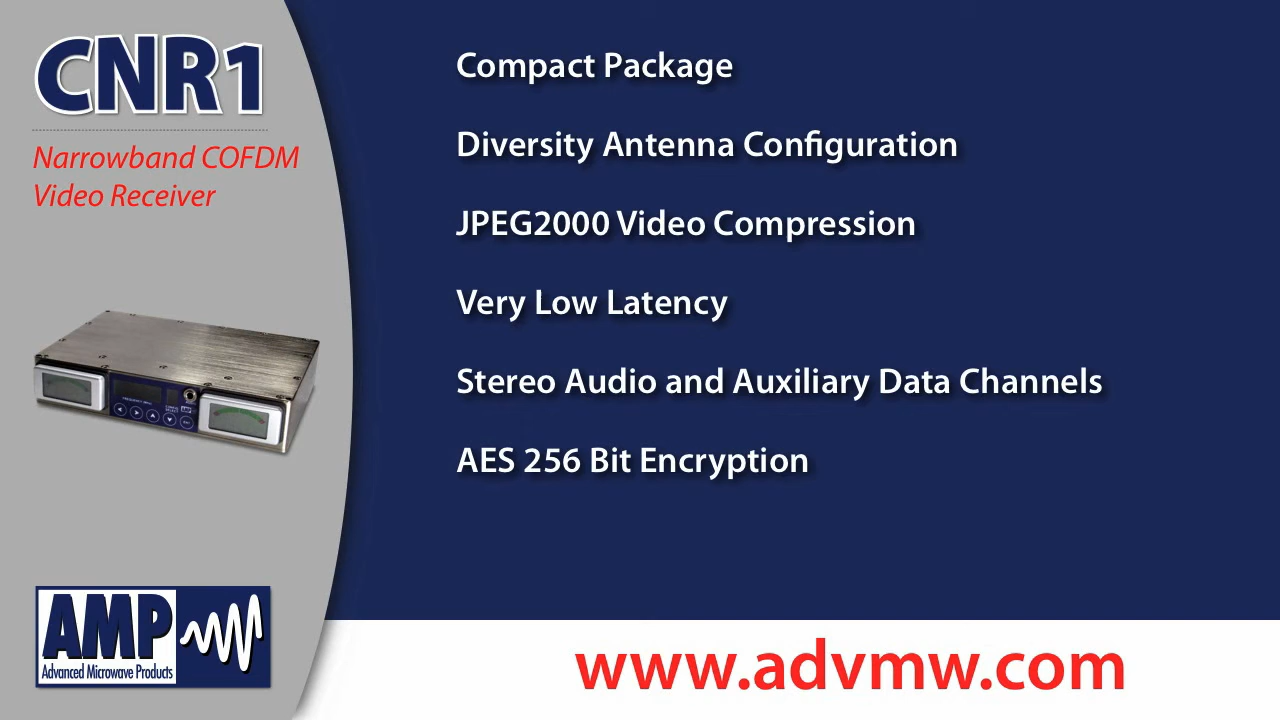 CNR1
Narrowband COFDM
Video Receiver
Compact Package
Diversity Antenna Configuration
JPEG2000 Video Compression
Very Low Latency
Stereo Audio and Auxiliary Data Channels
AES 256 Bit Encryption
AMP
Advanced Microwave Products
www.advmw.com